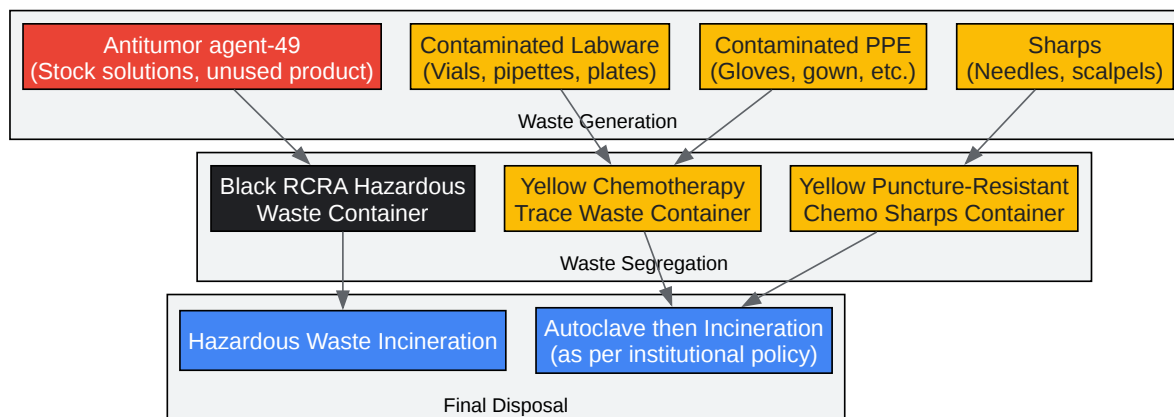 Antitumor agent-49
(Stock solutions, unused product)
Contaminated Labware
(Vials, pipettes, plates)
Contaminated PPE
(Gloves, gown, etc.)
Sharps
(Needles, scalpels)
Waste Generation
Black RCRA Hazardous
Waste Container
Yellow Chemotherapy
Trace Waste Container
Yellow Puncture-Resistant
Chemo Sharps Container
Waste Segregation
Hazardous Waste Incineration
Autoclave then Incineration
(as per institutional policy)
Final Disposal